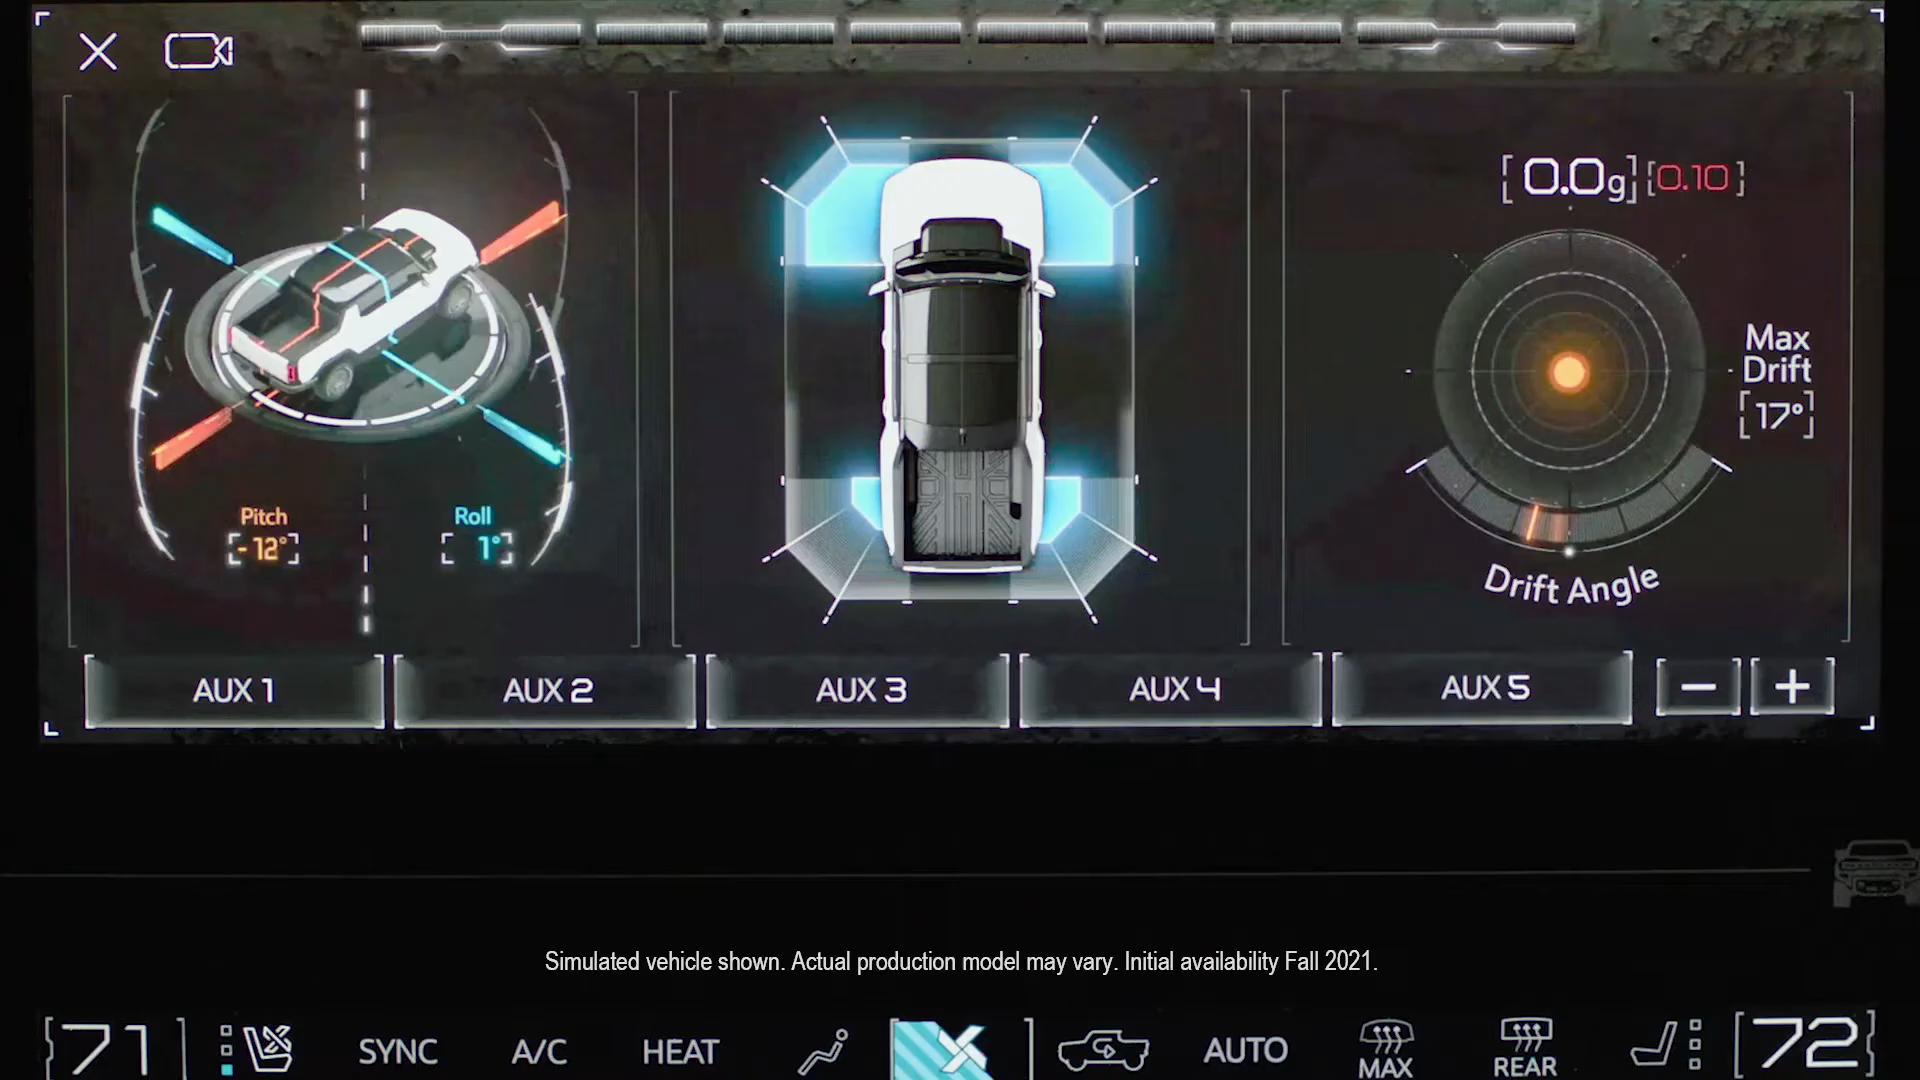 [0.0g] [0.10]
Max
Drift
[17°]
Pitch
[-12°]
Roll
[1°]
Drift Angle
AUX 1
AUX 2
AUX 3
AUX 4
AUX 5
− +
Simulated vehicle shown. Actual production model may vary. Initial availability Fall 2021.
71 SYNC A/C HEAT AUTO MAX REAR 72